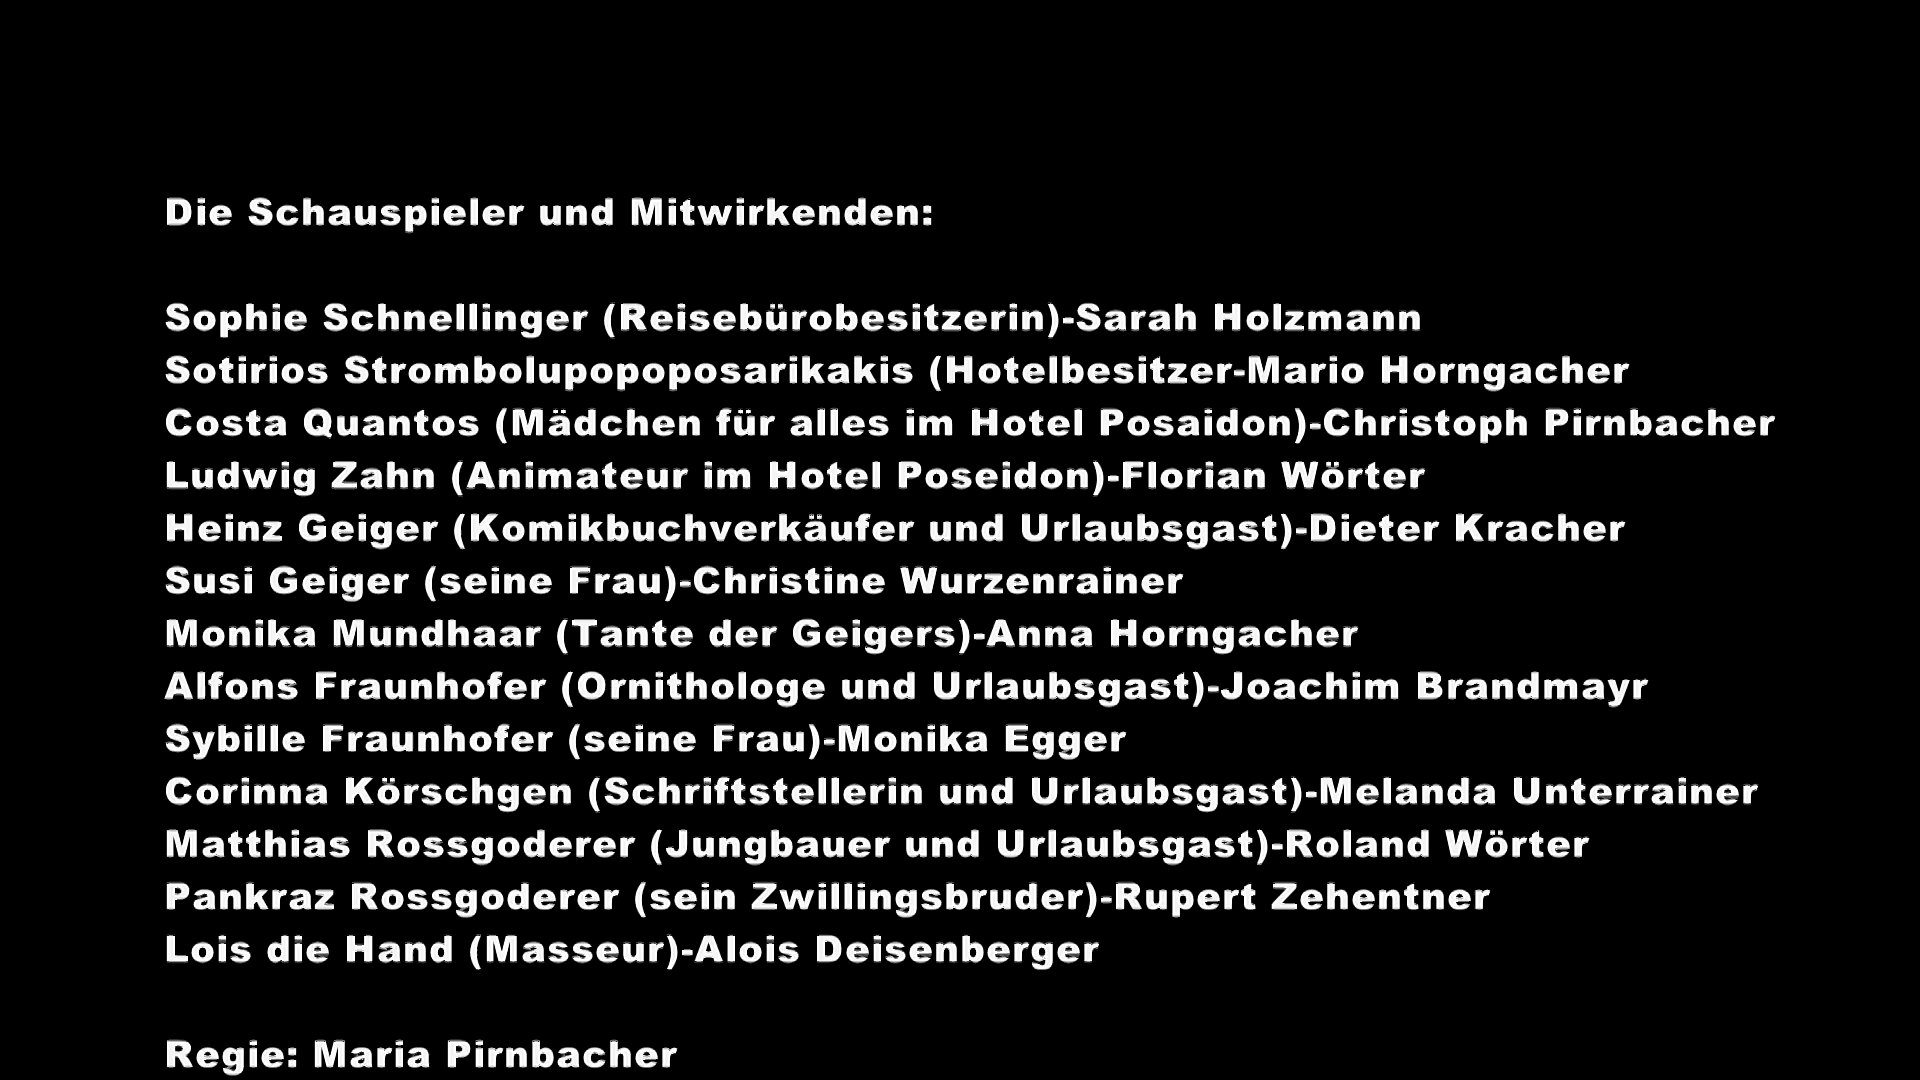 Die Schauspieler und Mitwirkenden:
Sophie Schnellinger (Reisebürobesitzerin)-Sarah Holzmann
Sotirios Strombolupopoposarikakis (Hotelbesitzer-Mario Horngacher
Costa Quantos (Mädchen für alles im Hotel Posaidon)-Christoph Pirnbacher
Ludwig Zahn (Animateur im Hotel Poseidon)-Florian Wörter
Heinz Geiger (Komikbuchverkäufer und Urlaubsgast)-Dieter Kracher
Susi Geiger (seine Frau)-Christine Wurzenrainer
Monika Mundhaar (Tante der Geigers)-Anna Horngacher
Alfons Fraunhofer (Ornithologe und Urlaubsgast)-Joachim Brandmayr
Sybille Fraunhofer (seine Frau)-Monika Egger
Corinna Körschgen (Schriftstellerin und Urlaubsgast)-Melanda Unterrainer
Matthias Rossgoderer (Jungbauer und Urlaubsgast)-Roland Wörter
Pankraz Rossgoderer (sein Zwillingsbruder)-Rupert Zehentner
Lois die Hand (Masseur)-Alois Deisenberger
Regie: Maria Pirnbacher